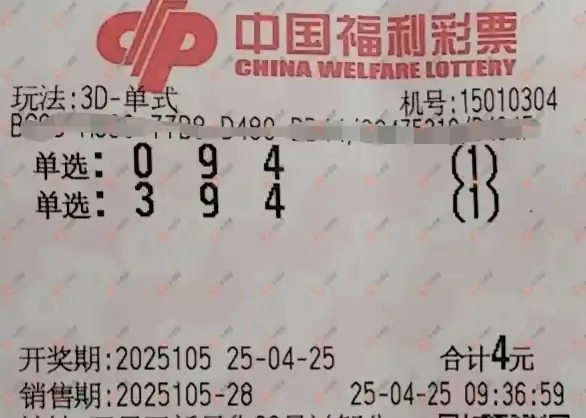 中国福利彩票
CHINA WELFARE LOTTERY
玩法:3D-单式 机号:15010304
单选: 0 9 4 (1)
单选: 3 9 4 (1)
开奖期:2025105 25-04-25 合计4元
销售期:2025105-28 25-04-25 09:36:59